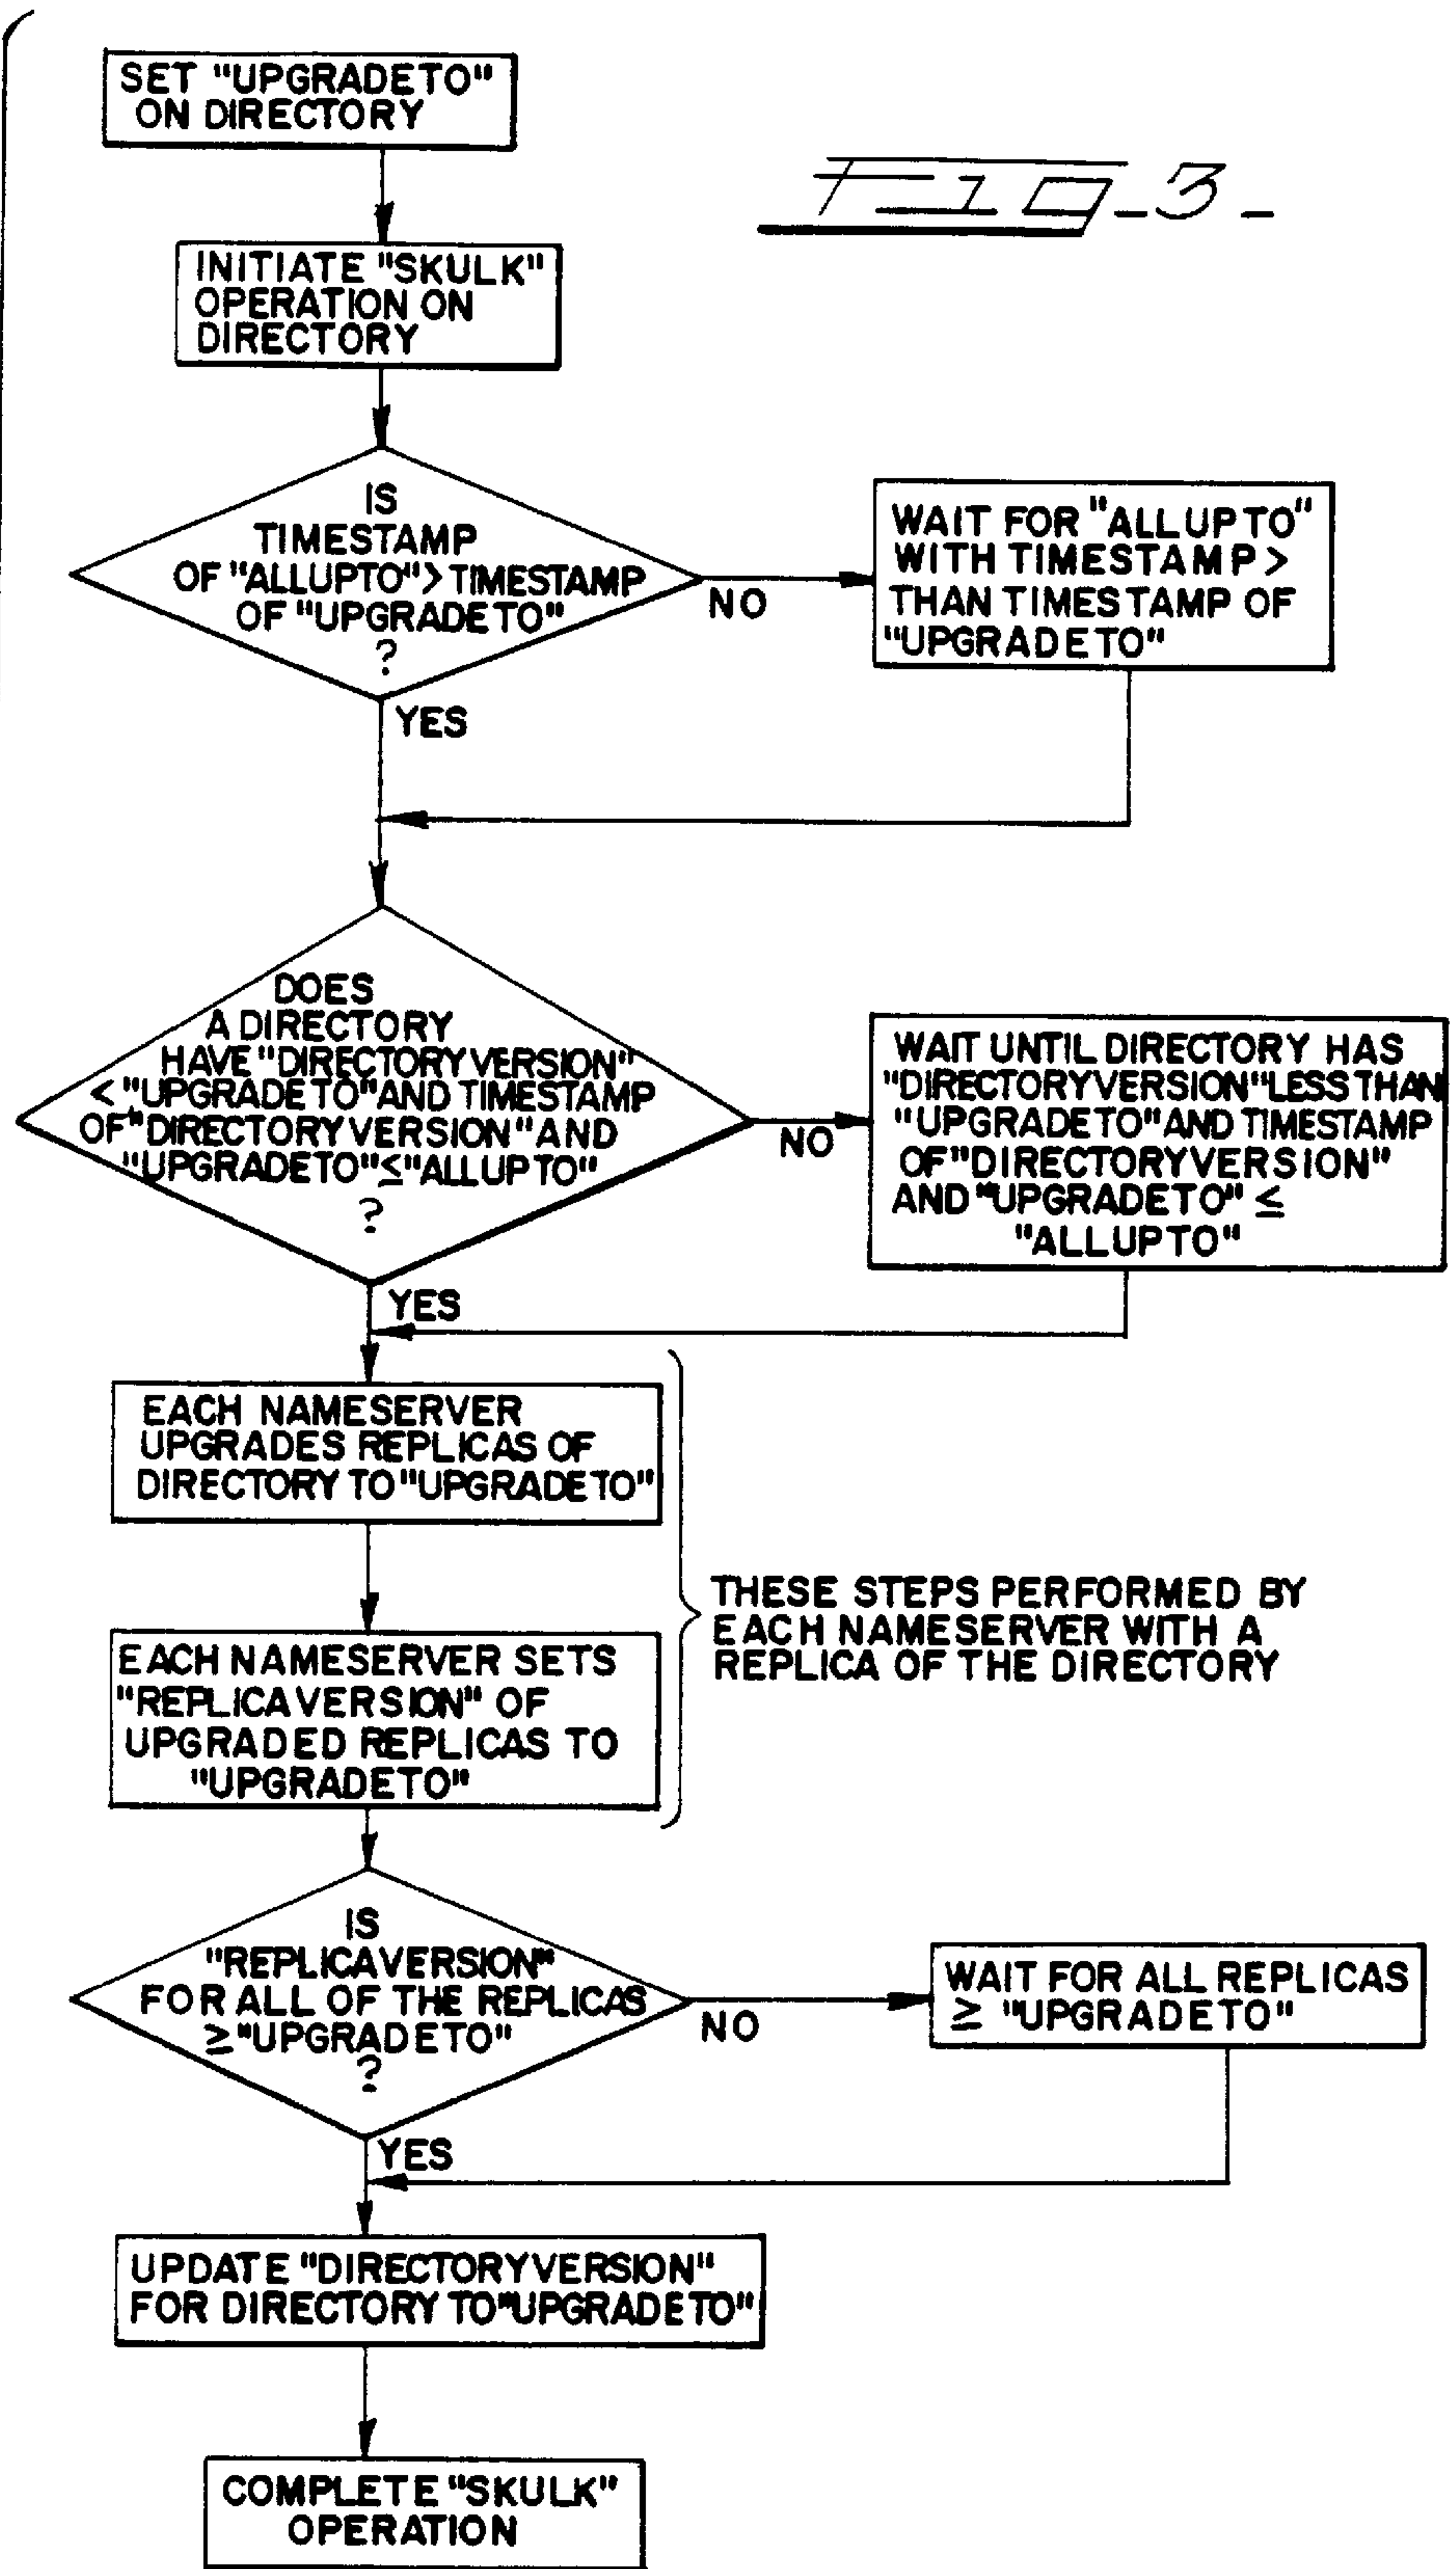 SET "UPGRADETO"
ON DIRECTORY
FIG-3-
INITIATE "SKULK"
OPERATION ON
DIRECTORY
IS
TIMESTAMP
OF "ALLUPTO" > TIMESTAMP
OF "UPGRADETO"
?
NO
WAIT FOR "ALLUPTO"
WITH TIMESTAMP >
THAN TIMESTAMP OF
"UPGRADETO"
YES
DOES
A DIRECTORY
HAVE "DIRECTORYVERSION"
< "UPGRADETO" AND TIMESTAMP
OF "DIRECTORYVERSION" AND
"UPGRADETO" ≤ "ALLUPTO"
?
NO
WAIT UNTIL DIRECTORY HAS
"DIRECTORYVERSION" LESS THAN
"UPGRADETO" AND TIMESTAMP
OF "DIRECTORYVERSION"
AND "UPGRADETO" ≤
"ALLUPTO"
YES
EACH NAMESERVER
UPGRADES REPLICAS OF
DIRECTORY TO "UPGRADETO"
EACH NAMESERVER SETS
"REPLICAVERSION" OF
UPGRADED REPLICAS TO
"UPGRADETO"
THESE STEPS PERFORMED BY
EACH NAMESERVER WITH A
REPLICA OF THE DIRECTORY
IS
"REPLICAVERSION"
FOR ALL OF THE REPLICAS
≥ "UPGRADETO"
?
NO
WAIT FOR ALL REPLICAS
≥ "UPGRADETO"
YES
UPDATE "DIRECTORYVERSION"
FOR DIRECTORY TO "UPGRADETO"
COMPLETE "SKULK"
OPERATION